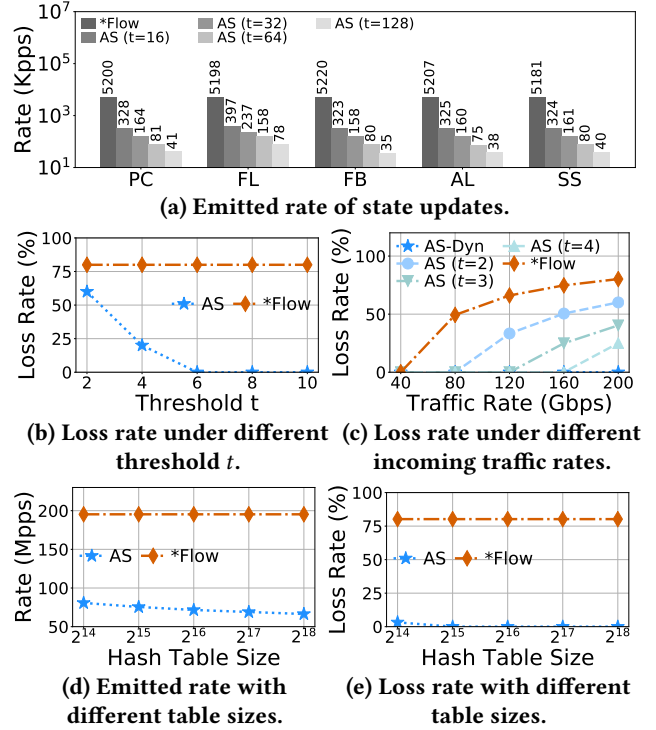 10^7
10^5
10^3
10^1
Rate (Kpps)
*Flow
AS (t=16)
AS (t=32)
AS (t=64)
AS (t=128)
5200
328
164
81
41
5198
397
237
158
78
5220
323
158
80
35
5207
325
160
75
38
5181
324
161
80
40
PC FL FB AL SS
(a) Emitted rate of state updates.
100
75
50
25
0
Loss Rate (%)
AS *Flow
2 4 6 8 10
Threshold t
(b) Loss rate under different
threshold t.
100
50
0
Loss Rate (%)
AS-Dyn
AS (t=2)
AS (t=3)
AS (t=4)
*Flow
40 80 120 160 200
Traffic Rate (Gbps)
(c) Loss rate under different
incoming traffic rates.
200
150
100
50
Rate (Mpps)
AS *Flow
2^14 2^15 2^16 2^17 2^18
Hash Table Size
(d) Emitted rate with
different table sizes.
100
75
50
25
0
Loss Rate (%)
AS *Flow
2^14 2^15 2^16 2^17 2^18
Hash Table Size
(e) Loss rate with different
table sizes.